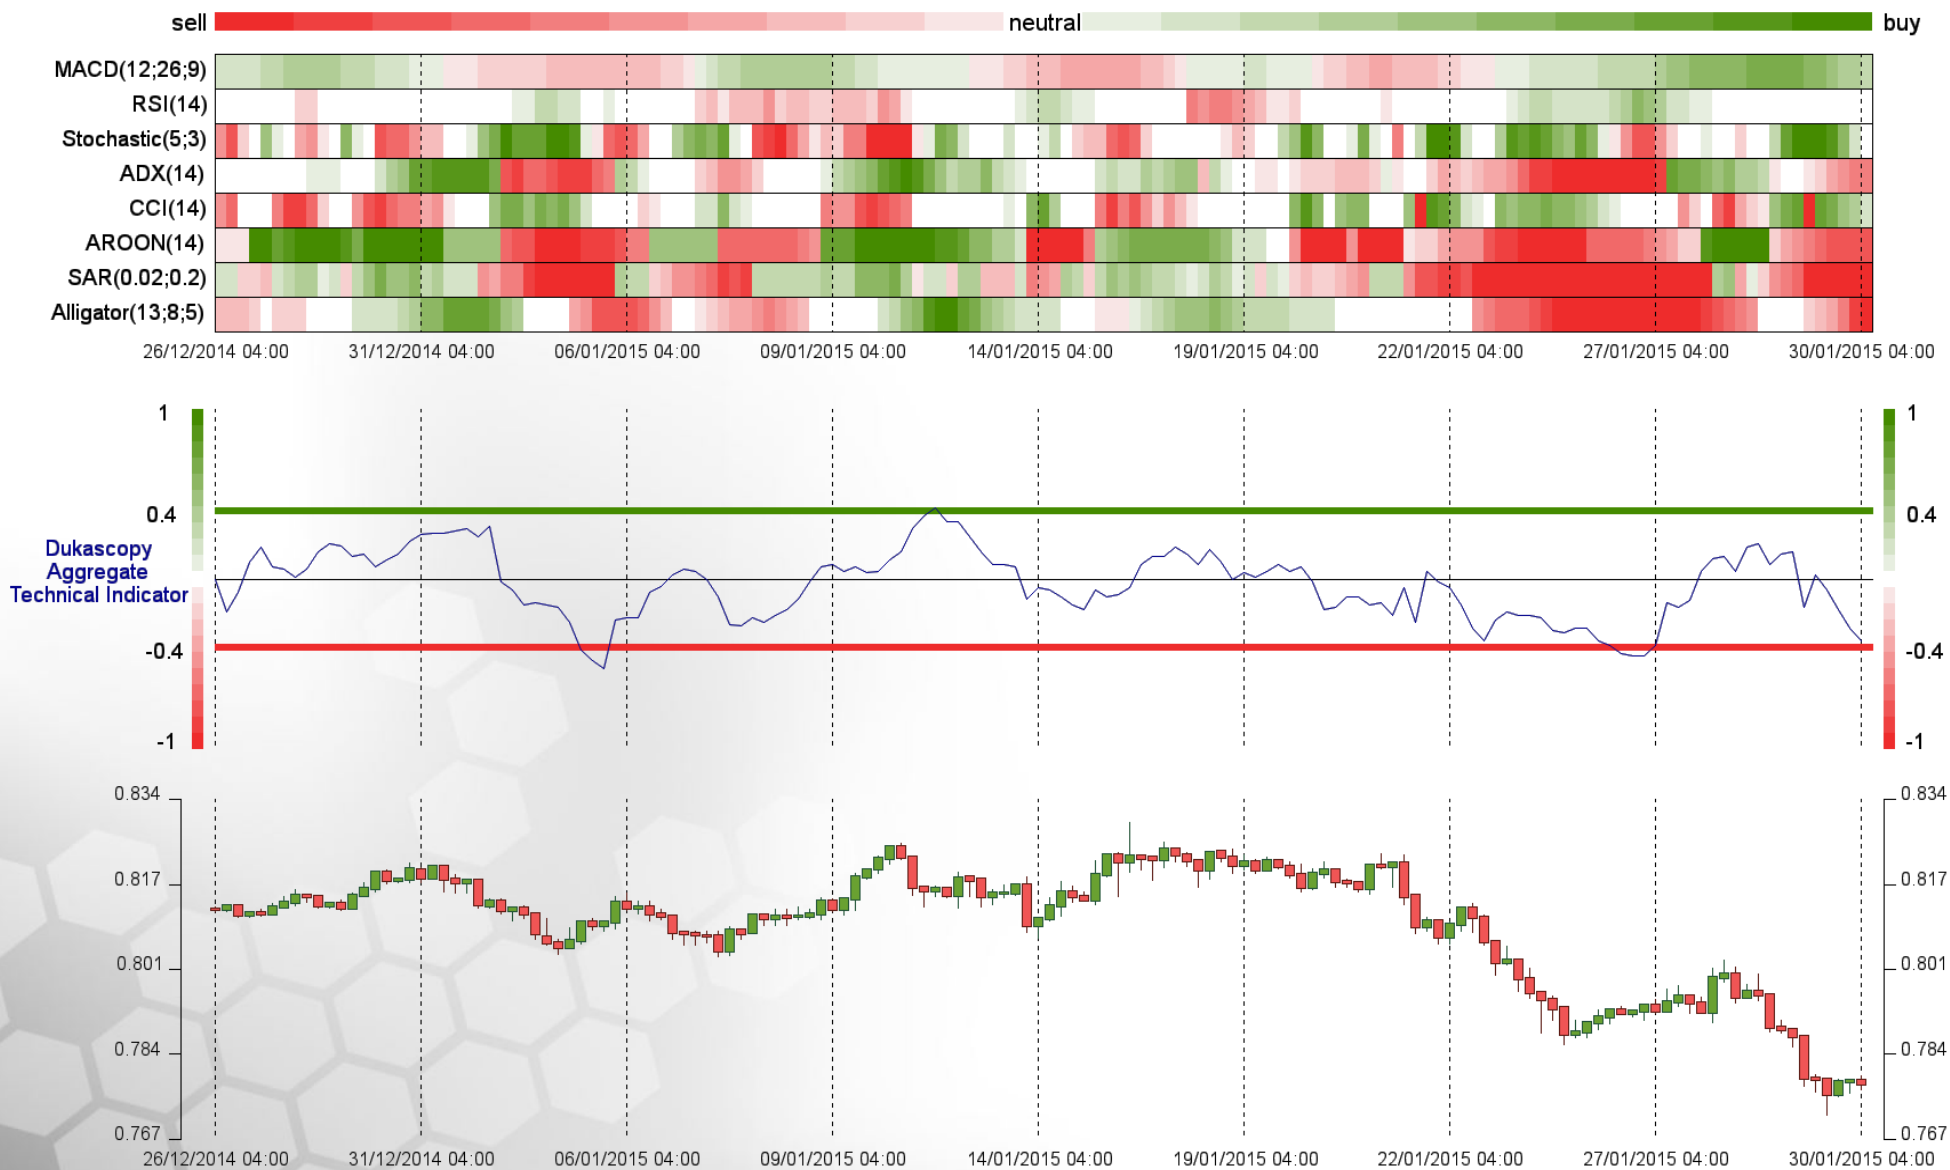 sell neutral buy
MACD(12;26;9)
RSI(14)
Stochastic(5;3)
ADX(14)
CCI(14)
AROON(14)
SAR(0.02;0.2)
Alligator(13;8;5)
26/12/2014 04:00 31/12/2014 04:00 06/01/2015 04:00 09/01/2015 04:00 14/01/2015 04:00 19/01/2015 04:00 22/01/2015 04:00 27/01/2015 04:00 30/01/2015 04:00
1 1
0.4 0.4
Dukascopy
Aggregate
Technical Indicator
-0.4 -0.4
-1 -1
0.834 0.834
0.817 0.817
0.801 0.801
0.784 0.784
0.767 0.767
26/12/2014 04:00 31/12/2014 04:00 06/01/2015 04:00 09/01/2015 04:00 14/01/2015 04:00 19/01/2015 04:00 22/01/2015 04:00 27/01/2015 04:00 30/01/2015 04:00